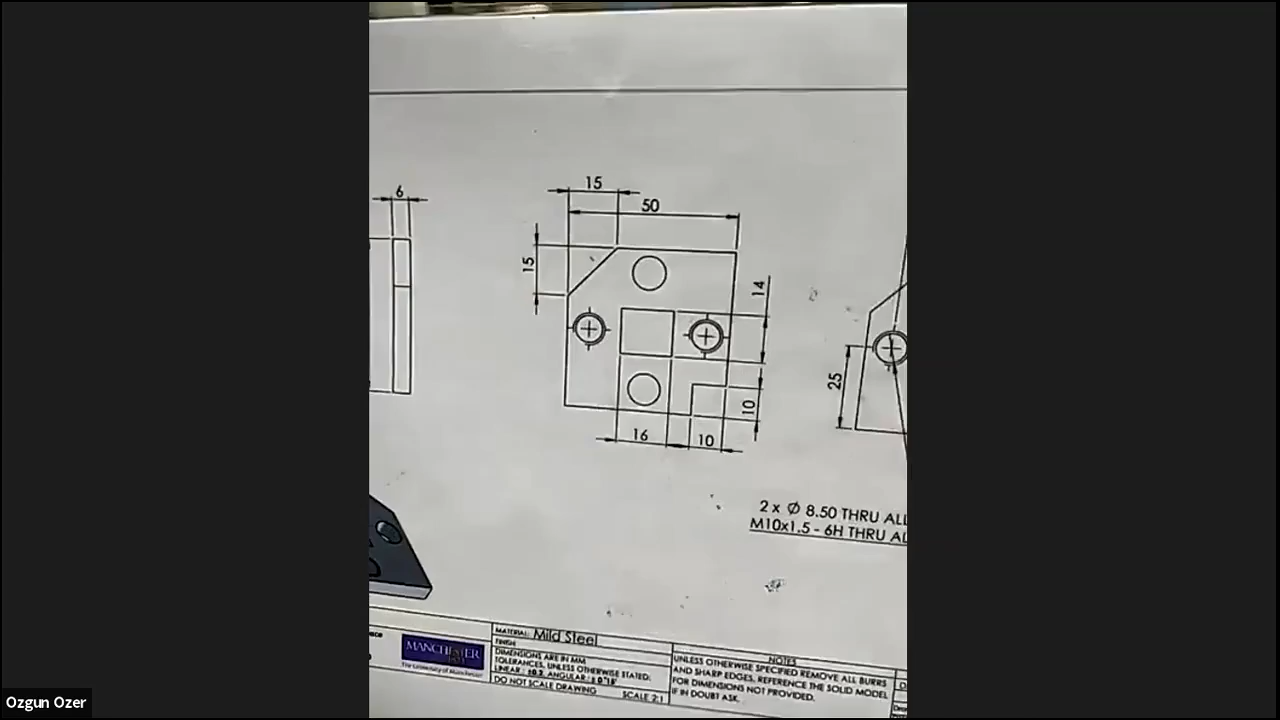 6
15
50
15
14
25
10
16
10
2 x Ø 8.50 THRU ALL
M10x1.5 - 6H THRU AL
MANCHESTER
The University of Manchester
MATERIAL: Mild Steel
FINISH:
DIMENSIONS ARE IN MM
TOLERANCES, UNLESS OTHERWISE STATED:
LINEAR : ±0.2 ANGULAR : ± 0°15'
DO NOT SCALE DRAWING SCALE 2:1
NOTES
UNLESS OTHERWISE SPECIFIED REMOVE ALL BURRS
AND SHARP EDGES. REFERENCE THE SOLID MODEL
FOR DIMENSIONS NOT PROVIDED.
IF IN DOUBT ASK.
Ozgun Ozer